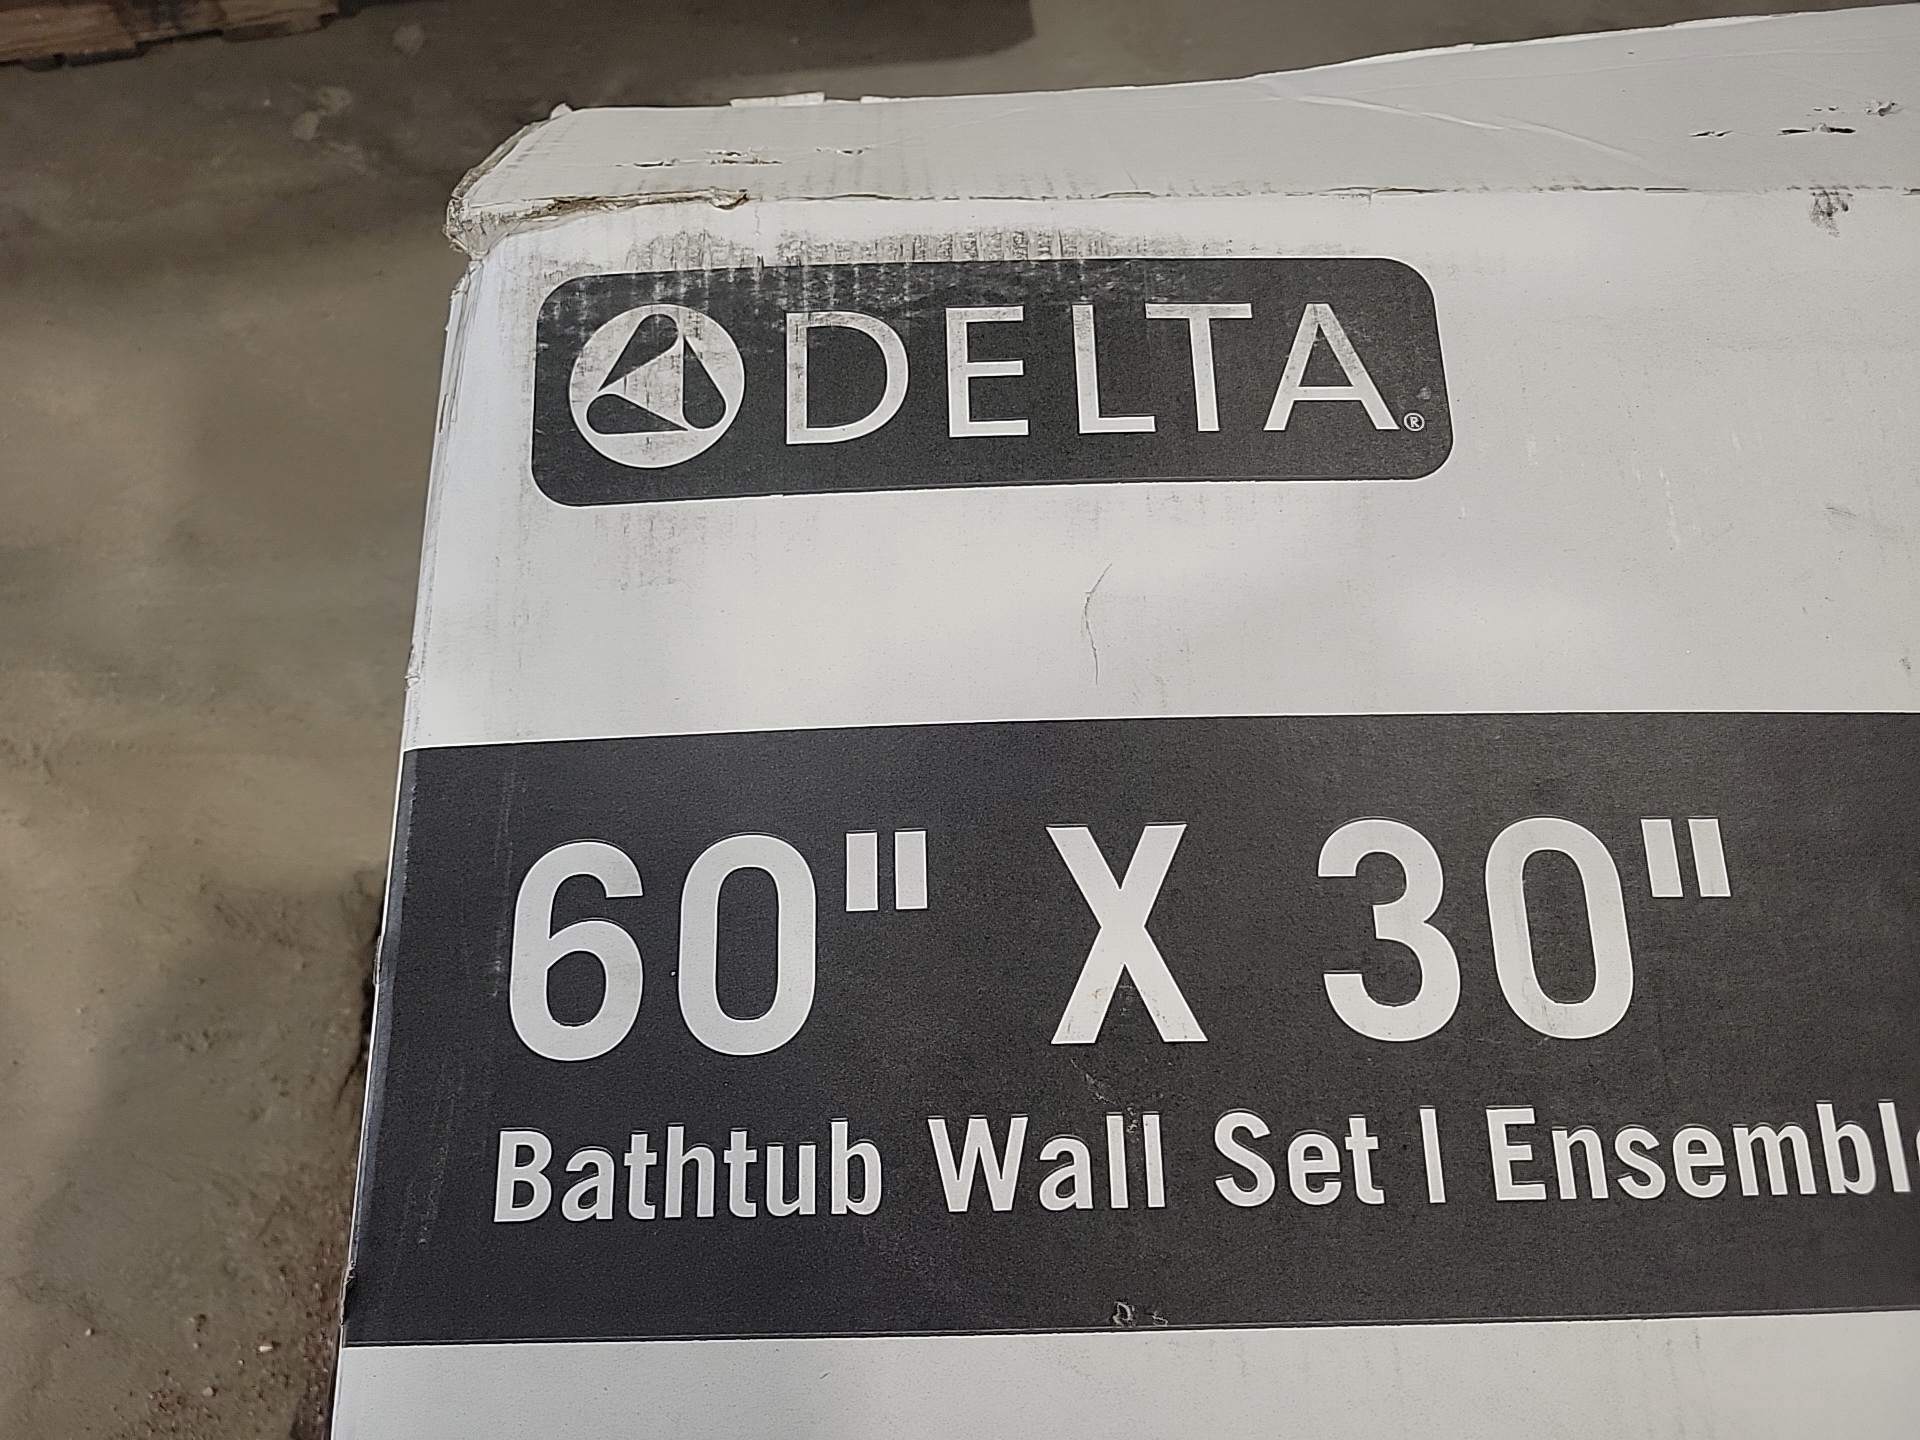 DELTA®
60" X 30"
Bathtub Wall Set | Ensembl